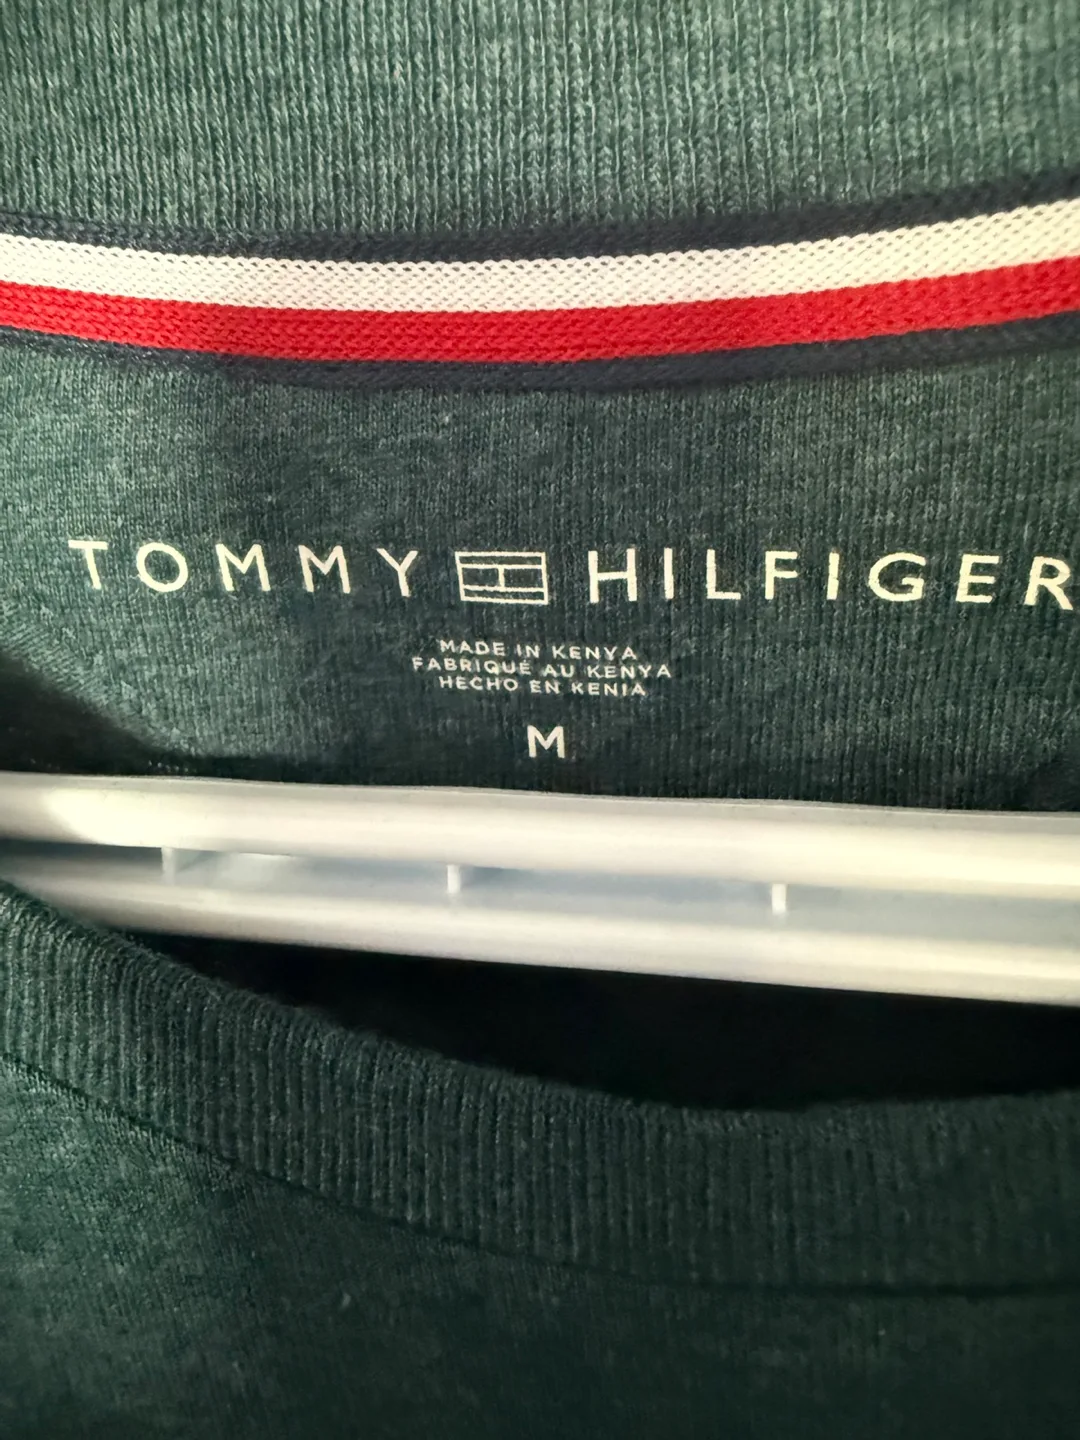 TOMMY HILFIGER
MADE IN KENYA
FABRIQUÉ AU KENYA
HECHO EN KENIA
M